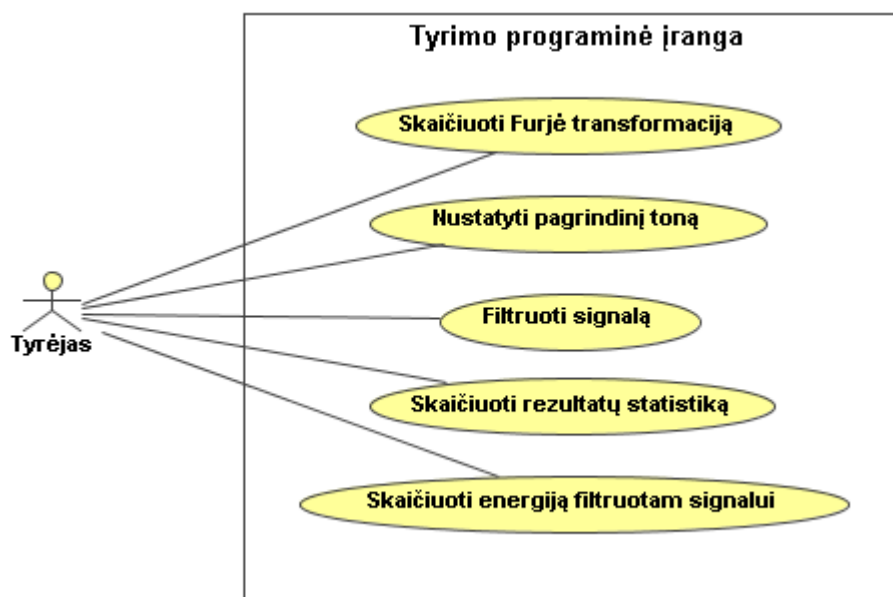 Tyrimo programinė įranga
Skaičiuoti Furjė transformaciją
Nustatyti pagrindinį toną
Filtruoti signalą
Tyrėjas
Skaičiuoti rezultatų statistiką
Skaičiuoti energiją filtruotam signalui